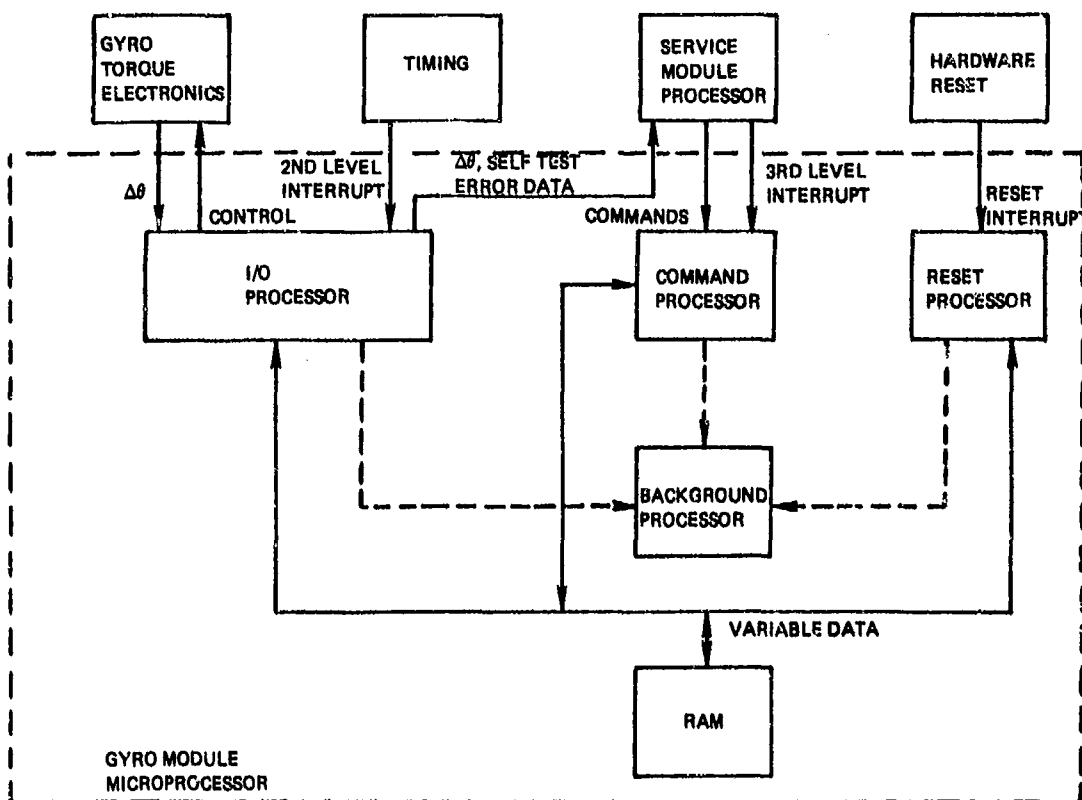 GYRO
TORQUE
ELECTRONICS
TIMING
SERVICE
MODULE
PROCESSOR
HARDWARE
RESET
Δθ
CONTROL
2ND LEVEL
INTERRUPT
Δθ, SELF TEST
ERROR DATA
COMMANDS
3RD LEVEL
INTERRUPT
RESET
INTERRUPT
I/O
PROCESSOR
COMMAND
PROCESSOR
RESET
PROCESSOR
BACKGROUND
PROCESSOR
VARIABLE DATA
RAM
GYRO MODULE
MICROPROCESSOR